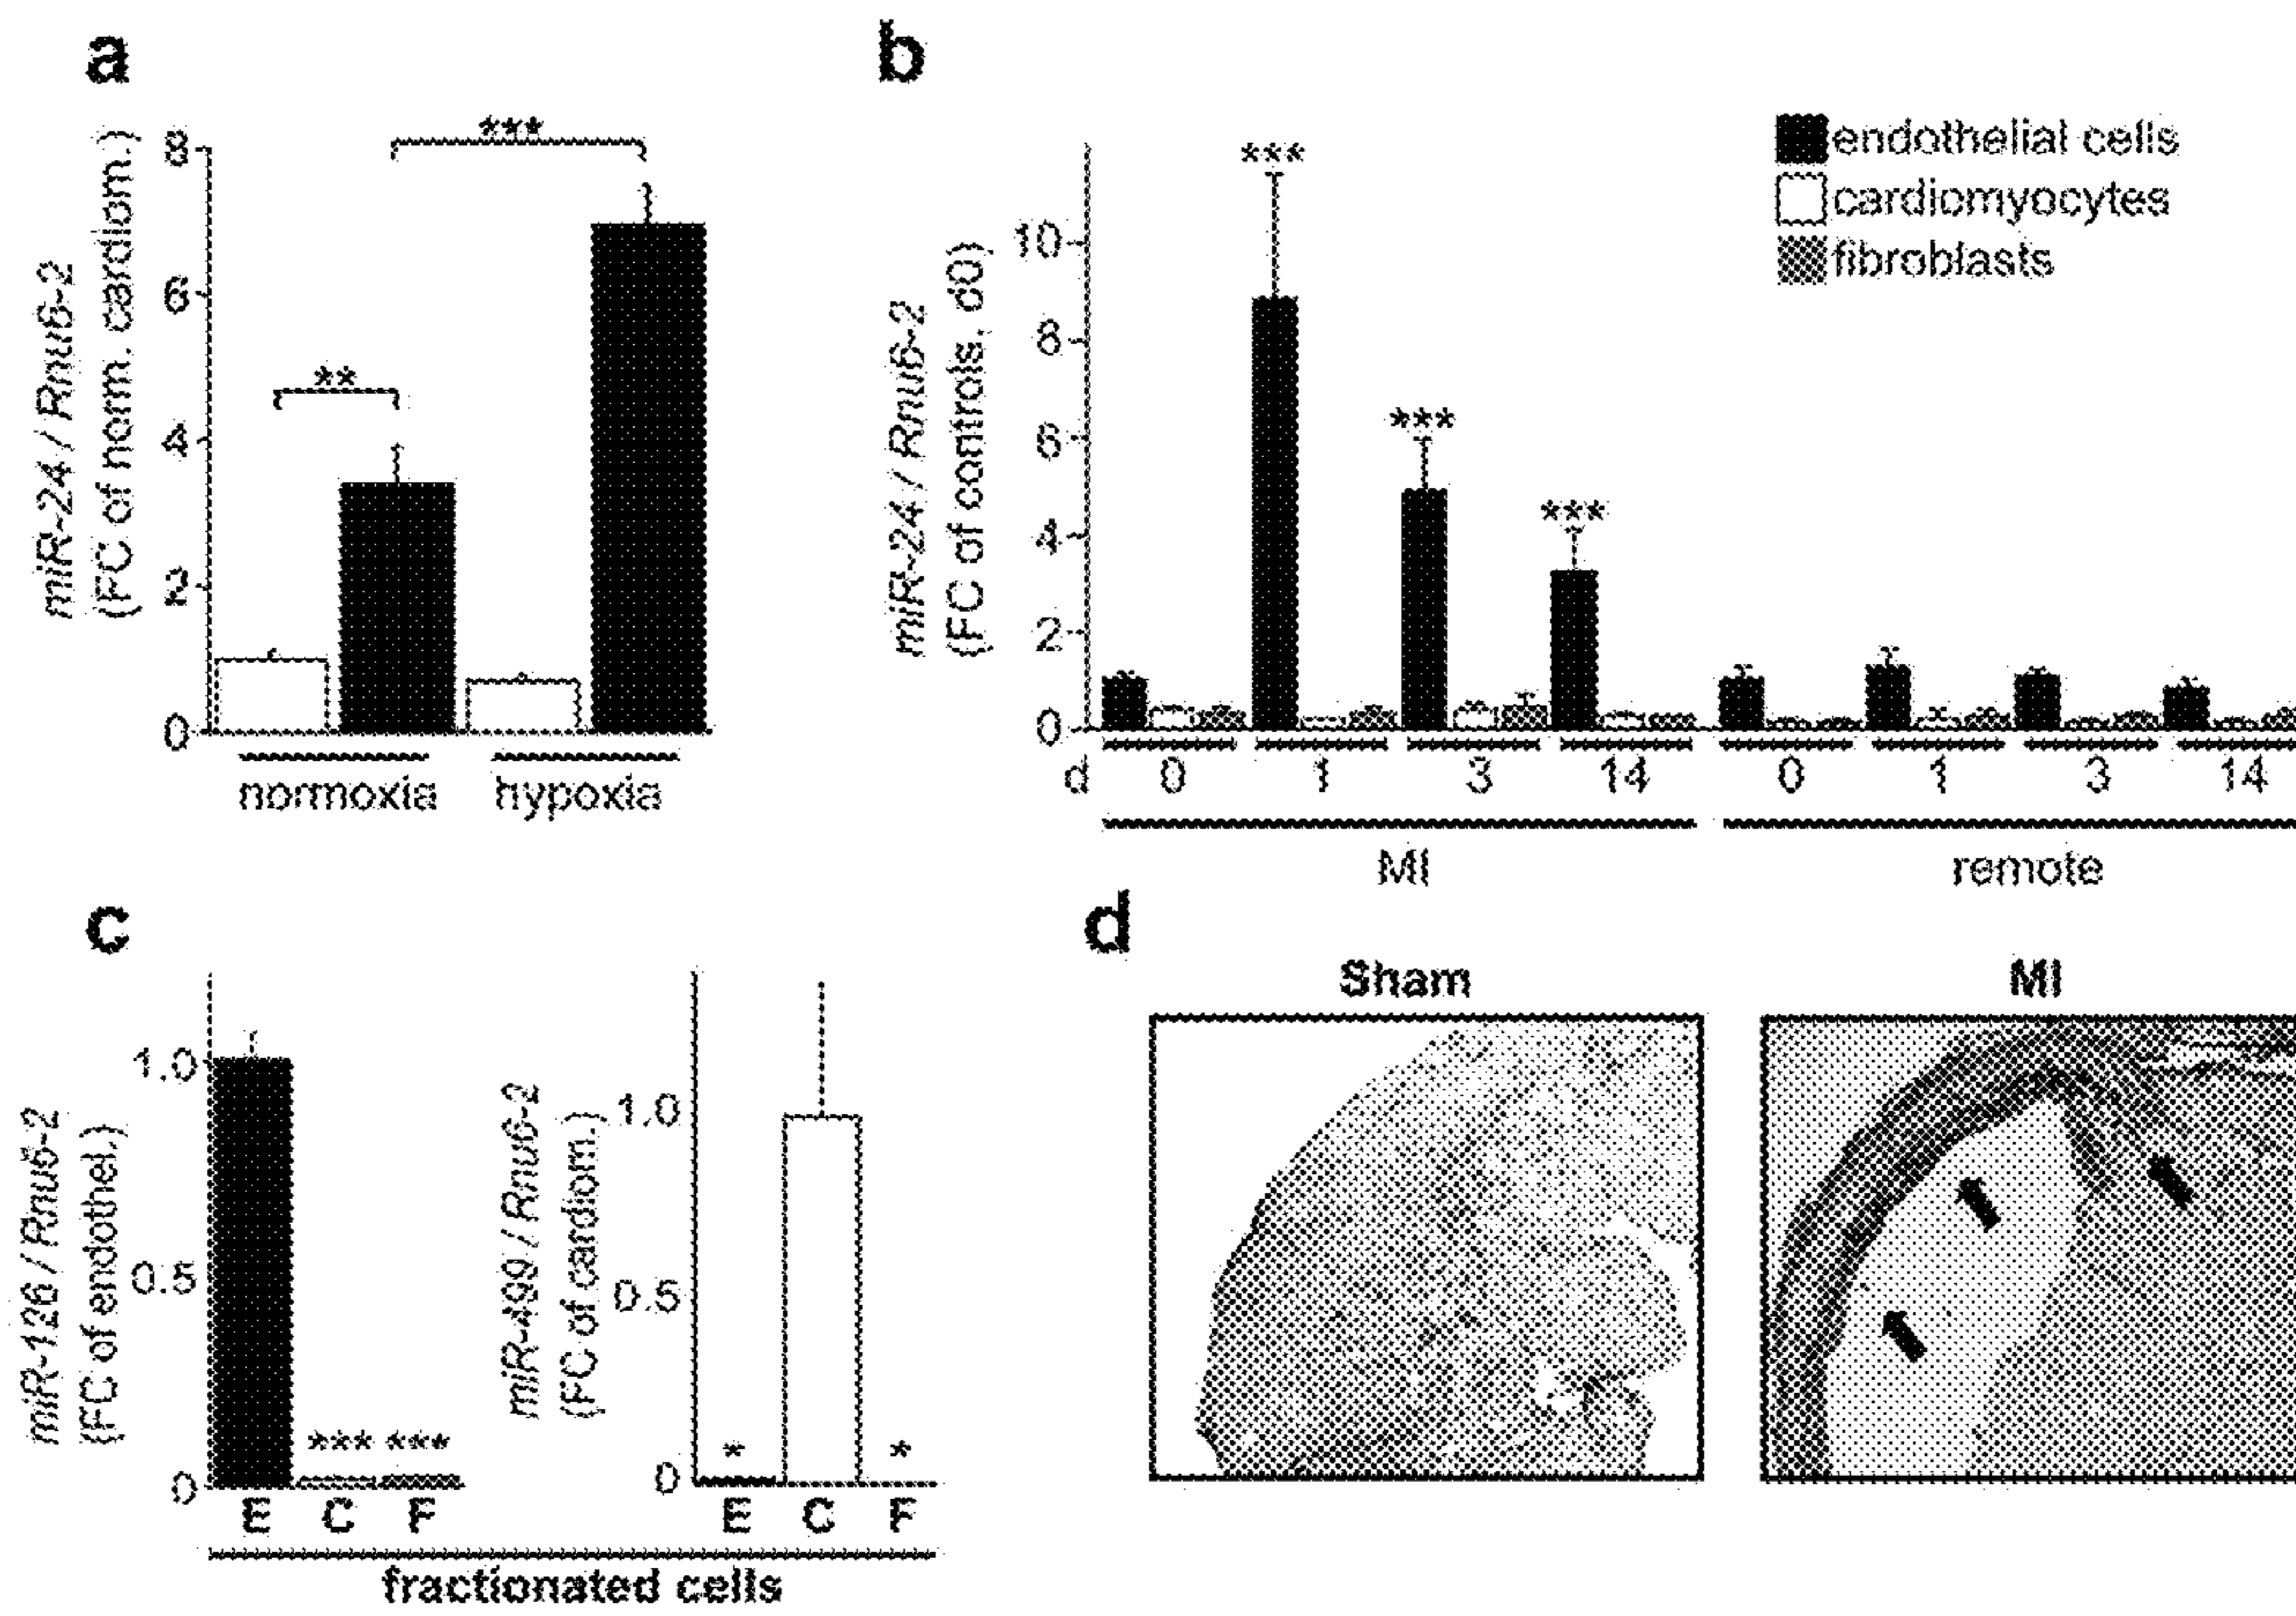 a
miR-24 / Rnu6-2
(FC of norm. cardiom.)
8
6
4
2
0
***
**
normoxia hypoxia
b
miR-24 / Rnu6-2
(FC of controls, d0)
10
8
6
4
2
0
***
***
***
endothelial cells
cardiomyocytes
fibroblasts
d 0 1 3 14 0 1 3 14
MI remote
c
miR-126 / Rnu6-2
(FC of endothel.)
1.0
0.5
0
*** ***
E C F
miR-499 / Rnu6-2
(FC of cardiom.)
1.0
0.5
0
* *
E C F
fractionated cells
d
Sham MI